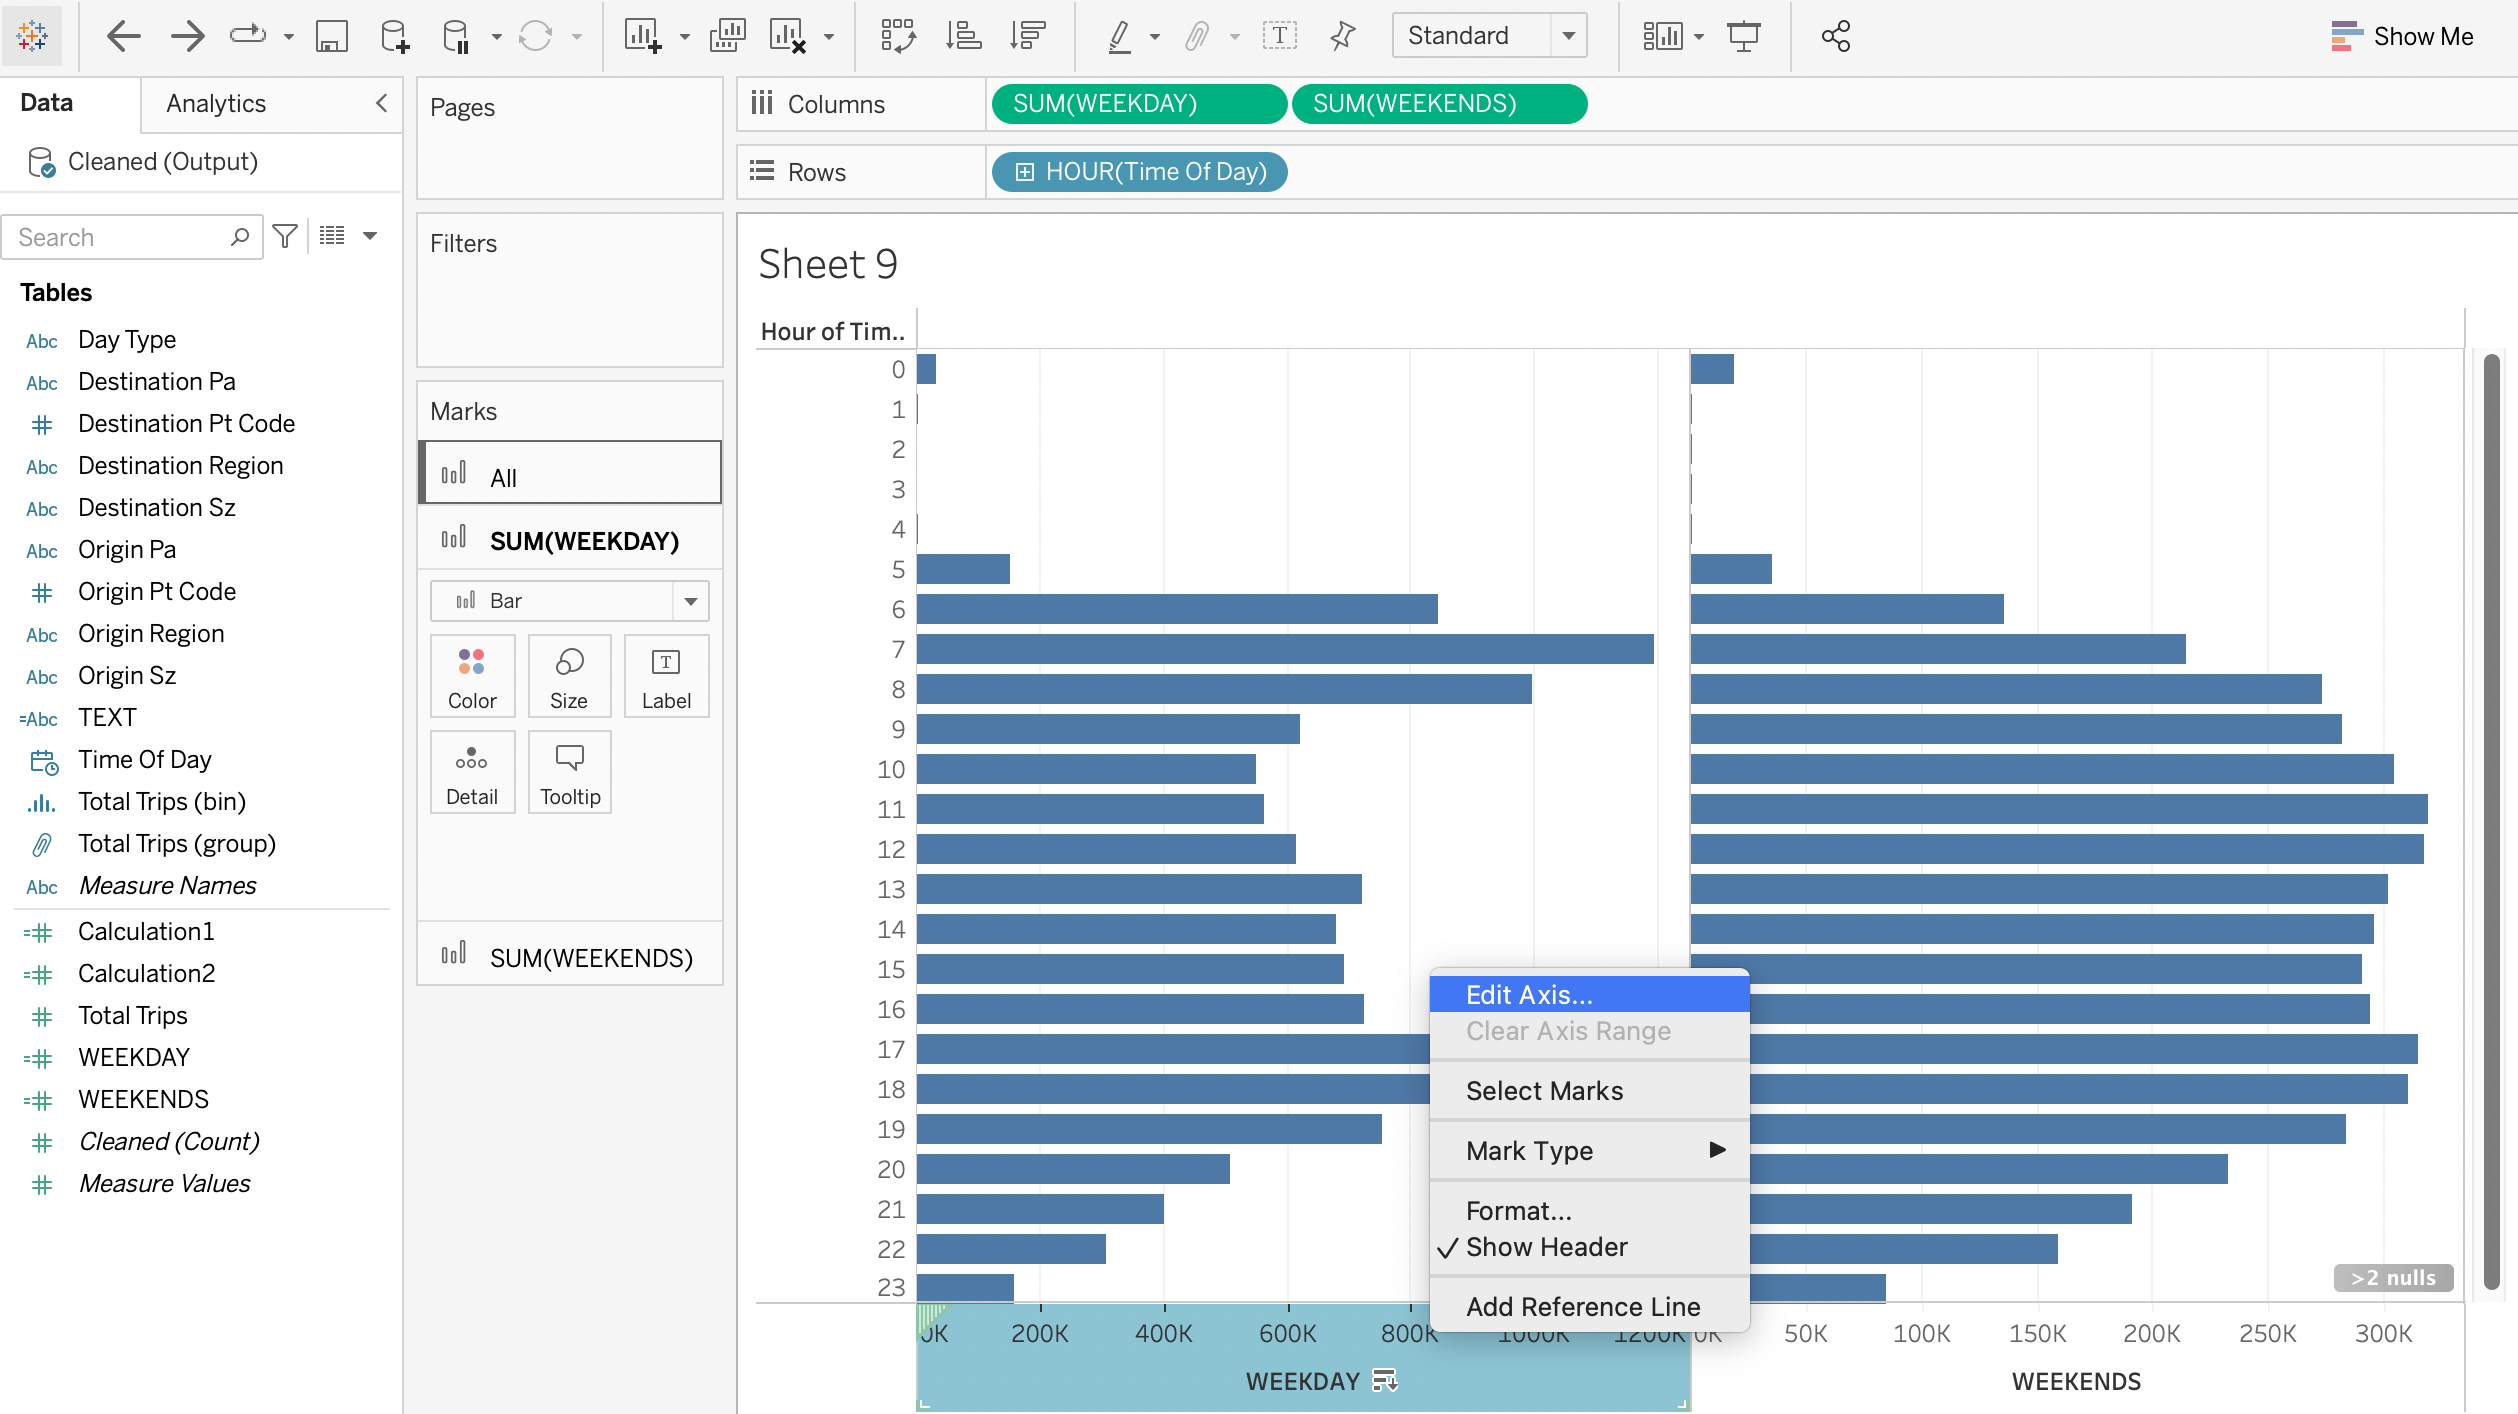 Standard
Show Me
Data
Analytics
Cleaned (Output)
Search
Tables
Abc Day Type
Abc Destination Pa
Destination Pt Code
Abc Destination Region
Abc Destination Sz
Abc Origin Pa
Origin Pt Code
Abc Origin Region
Abc Origin Sz
=Abc TEXT
Time Of Day
Total Trips (bin)
Total Trips (group)
Abc Measure Names
Calculation1
Calculation2
Total Trips
WEEKDAY
WEEKENDS
Cleaned (Count)
Measure Values
Pages
Filters
Marks
All
SUM(WEEKDAY)
Bar
Color Size Label
Detail Tooltip
SUM(WEEKENDS)
Columns SUM(WEEKDAY) SUM(WEEKENDS)
Rows HOUR(Time Of Day)
Sheet 9
Hour of Tim..
0
1
2
3
4
5
6
7
8
9
10
11
12
13
14
15
16
17
18
19
20
21
22
23
Edit Axis...
Clear Axis Range
Select Marks
Mark Type
Format...
Show Header
Add Reference Line
>2 nulls
0K 200K 400K 600K 800K 1000K 1200K 0K 50K 100K 150K 200K 250K 300K
WEEKDAY WEEKENDS